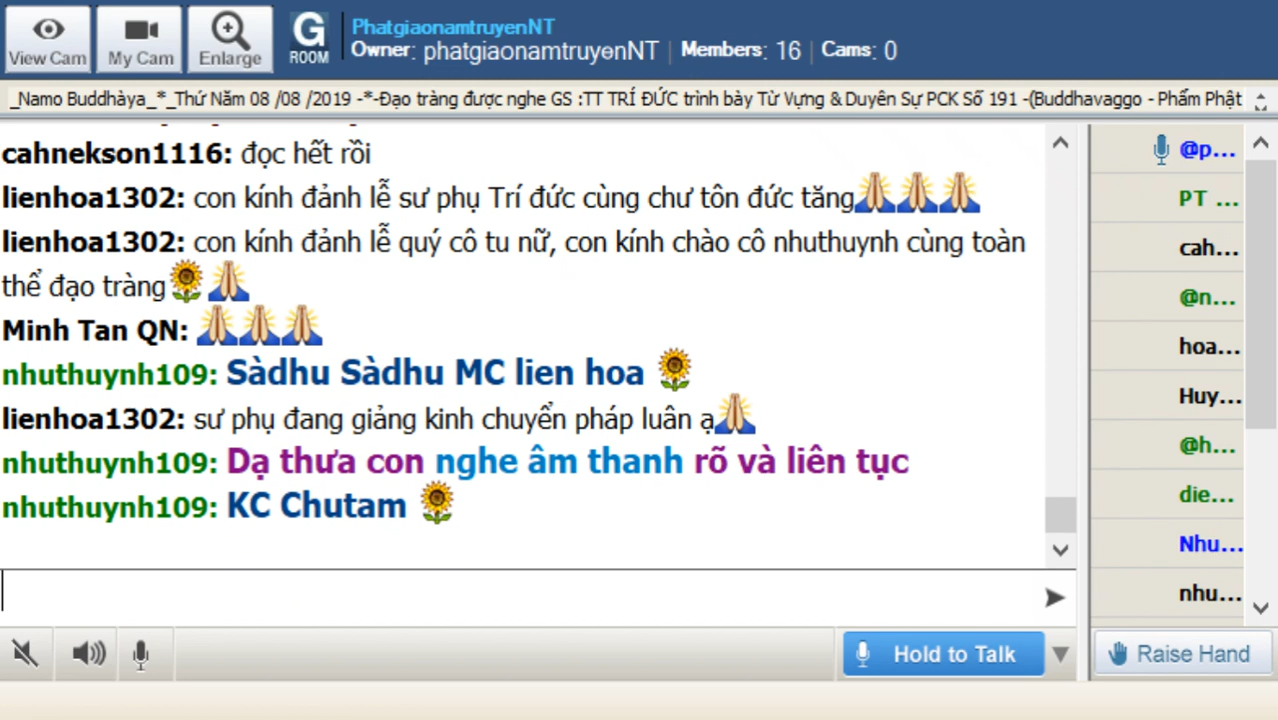 View Cam
My Cam
Enlarge
G
ROOM
PhatgiaonamtruyenNT
Owner: phatgiaonamtruyenNT | Members: 16 | Cams: 0
_Namo Buddhàya_*_Thứ Năm 08 /08 /2019 -*-Đạo tràng được nghe GS :TT TRÍ ĐỨC trình bày Từ Vựng & Duyên Sự PCK Số 191 -(Buddhavaggo - Phẩm Phật
cahnekson1116: đọc hết rồi
lienhoa1302: con kính đảnh lễ sư phụ Trí đức cùng chư tôn đức tăng🙏🙏🙏
lienhoa1302: con kính đảnh lễ quý cô tu nữ, con kính chào cô nhuthuynh cùng toàn
thể đạo tràng🌻🙏
Minh Tan QN: 🙏🙏🙏
nhuthuynh109: Sàdhu Sàdhu MC lien hoa 🌻
lienhoa1302: sư phụ đang giảng kinh chuyển pháp luân ạ🙏
nhuthuynh109: Dạ thưa con nghe âm thanh rõ và liên tục
nhuthuynh109: KC Chutam 🌻
@p...
PT ...
cah...
@n...
hoa...
Huy...
@h...
die...
Nhu...
nhu...
Hold to Talk
Raise Hand